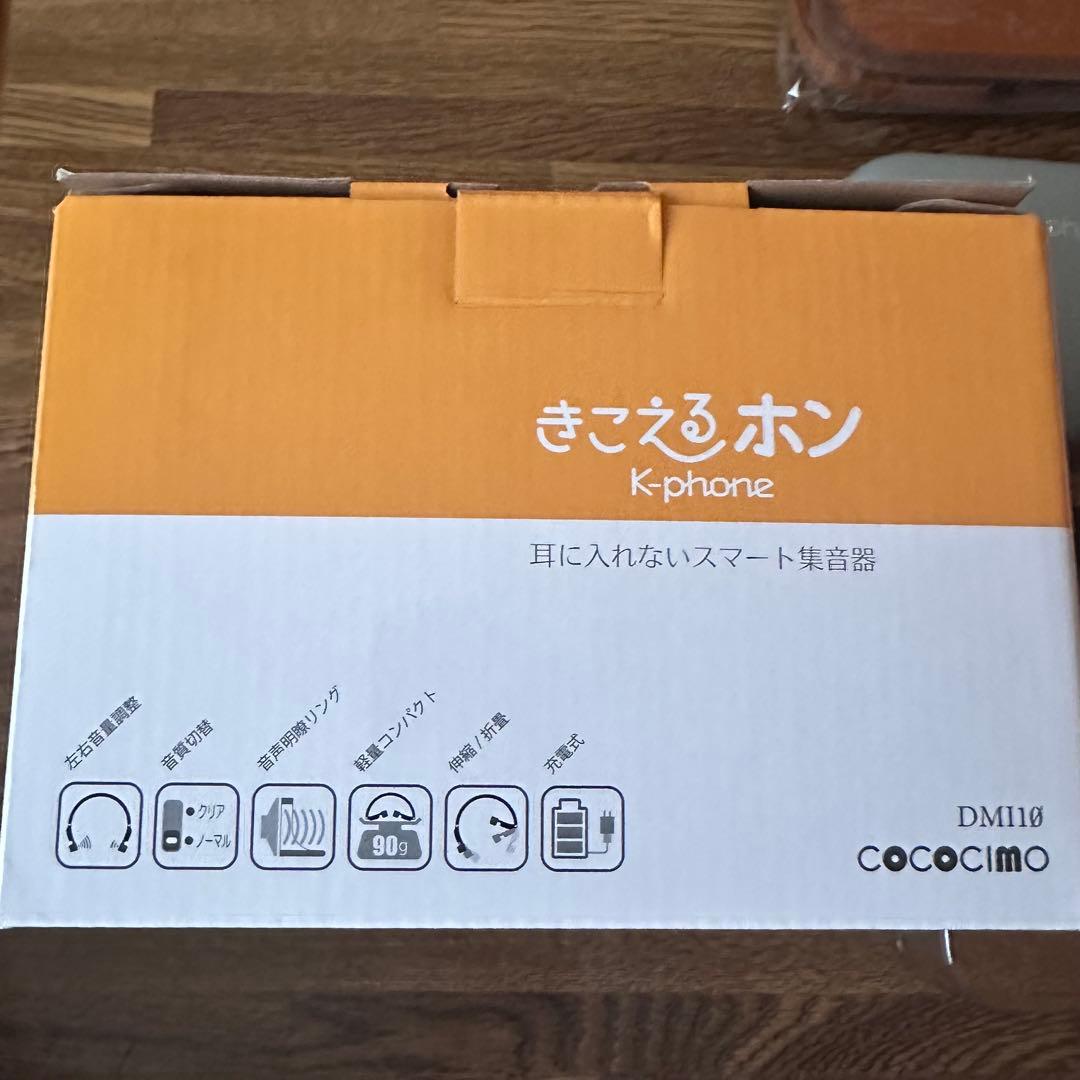 きこえるホン
K-phone
耳に入れないスマート集音器
左右音量調整
音質切替
音声明瞭リング
軽量コンパクト
伸縮/折畳
充電式
クリア
ノーマル
90g
DMI10
COCOCIMO